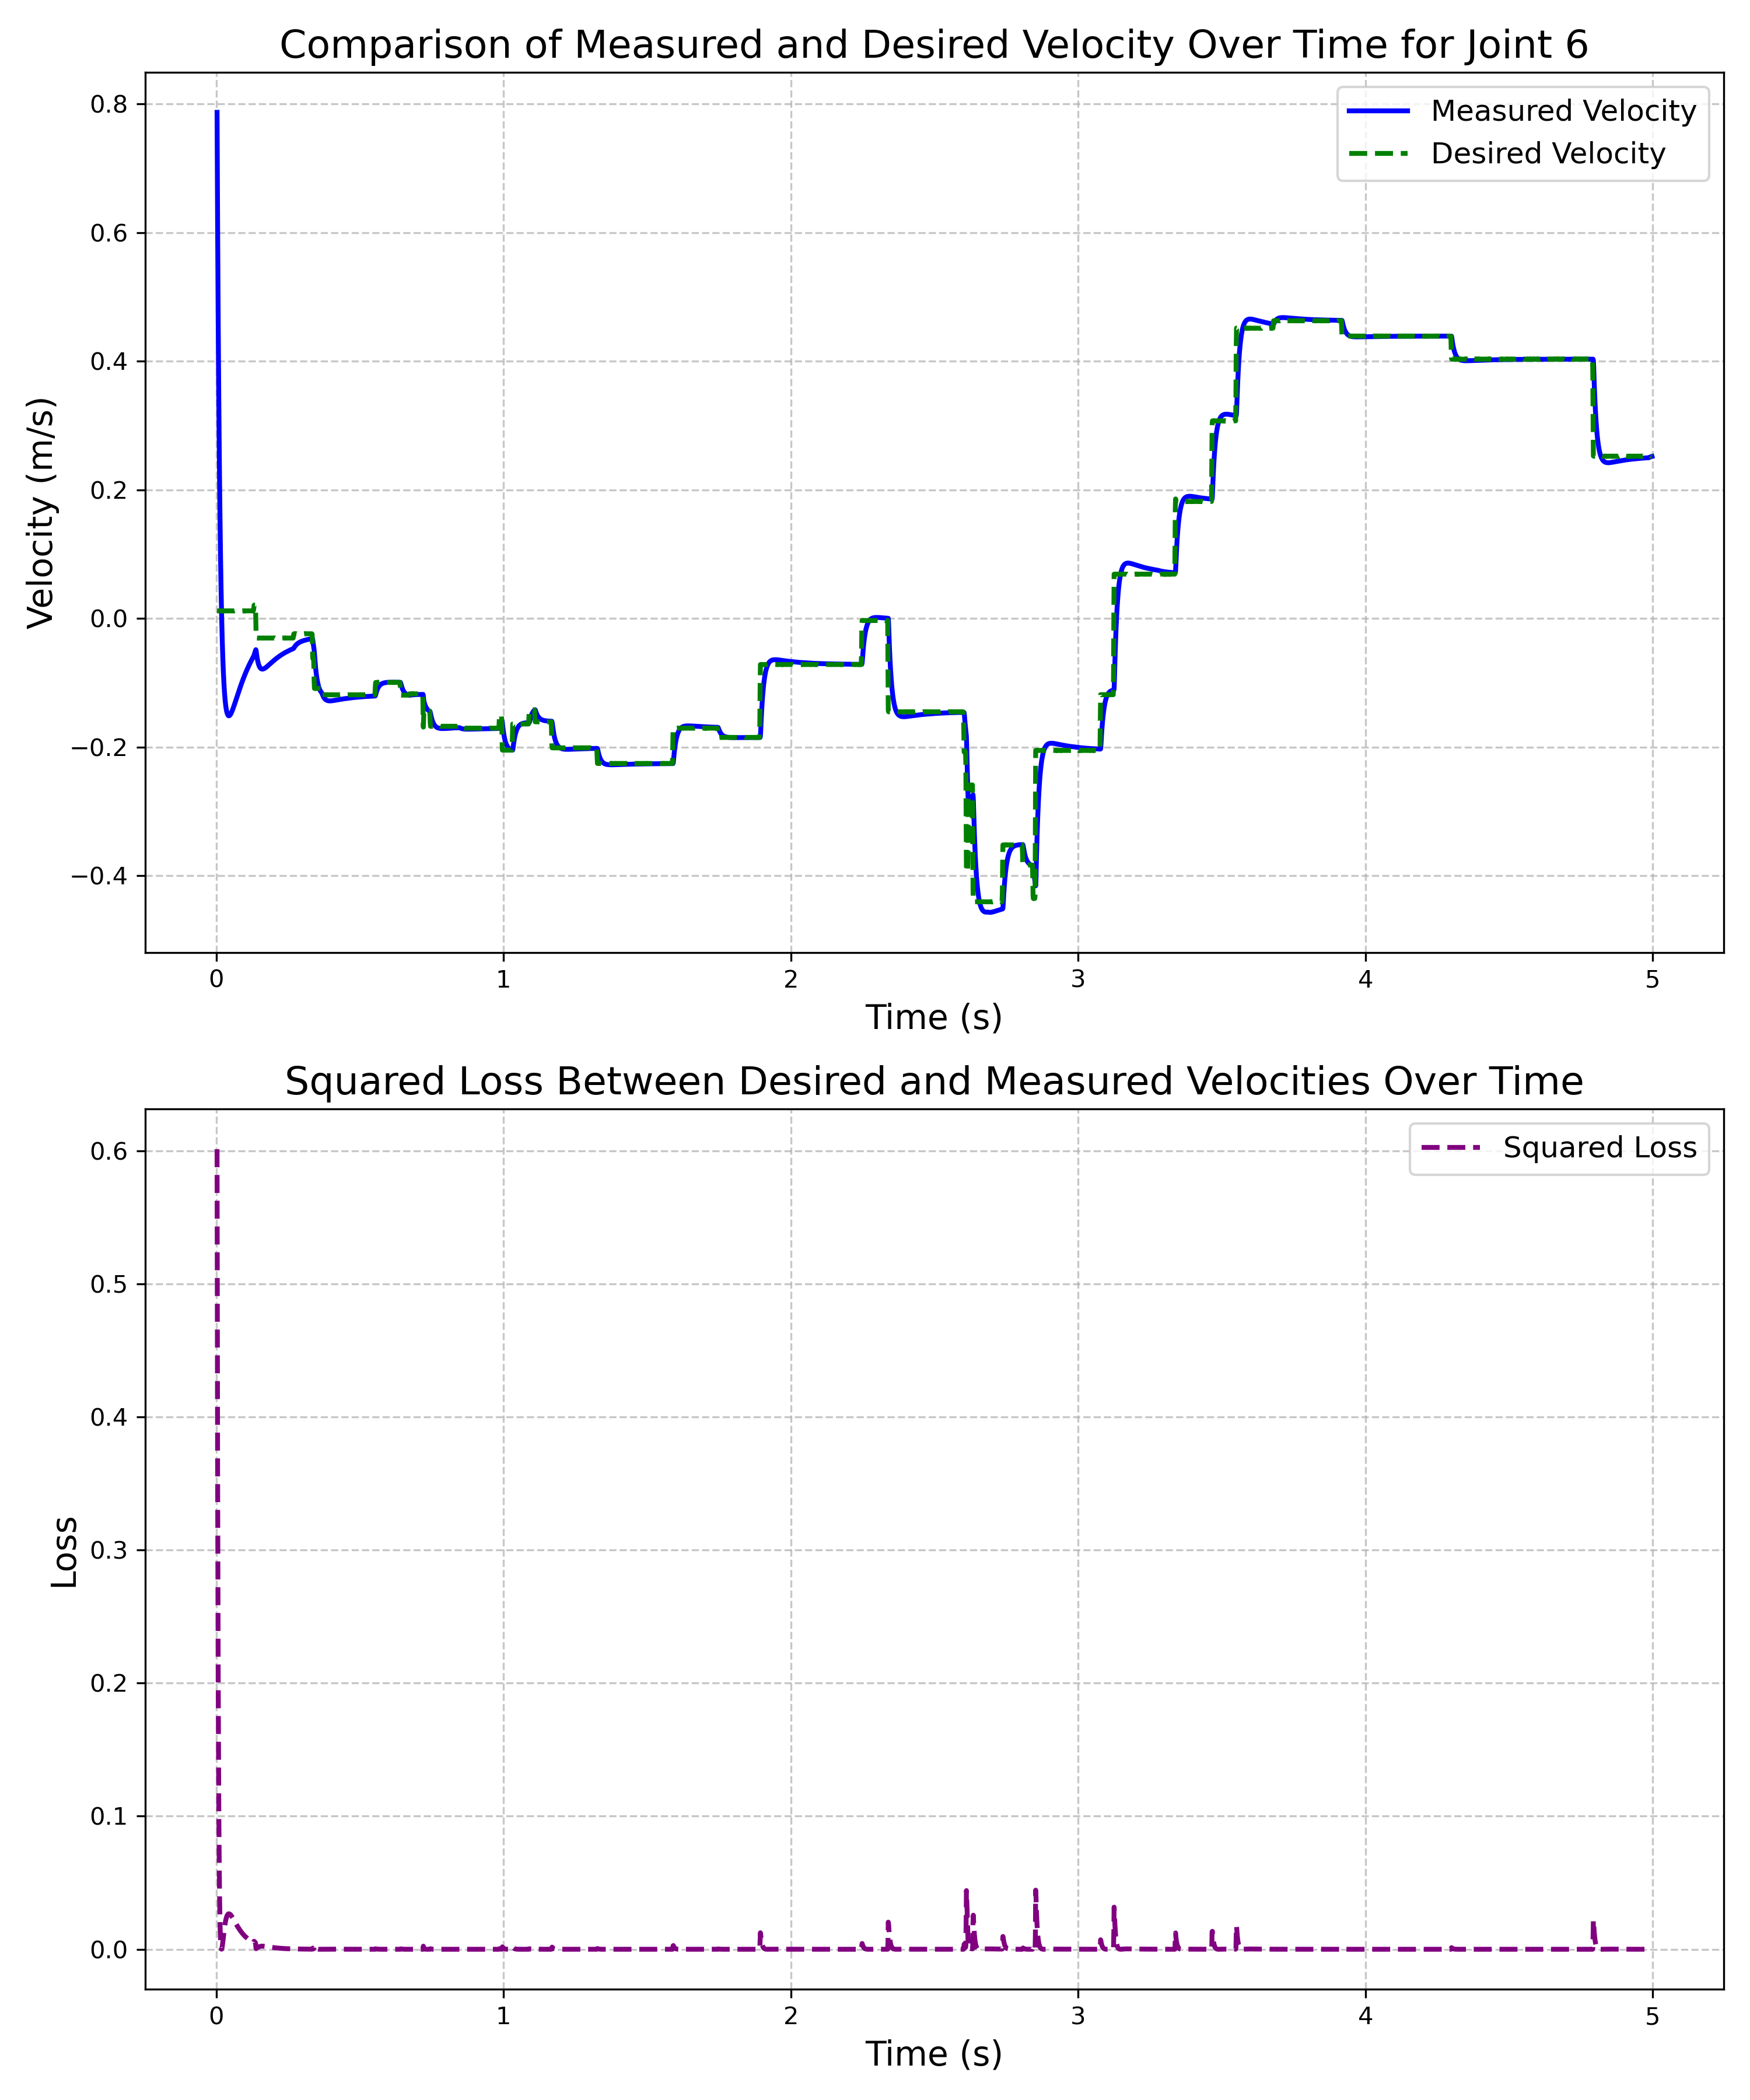 Comparison of Measured and Desired Velocity Over Time for Joint 6
Measured Velocity
Desired Velocity
Velocity (m/s)
0.8
0.6
0.4
0.2
0.0
−0.2
−0.4
0 1 2 3 4 5
Time (s)
Squared Loss Between Desired and Measured Velocities Over Time
Squared Loss
Loss
0.6
0.5
0.4
0.3
0.2
0.1
0.0
0 1 2 3 4 5
Time (s)